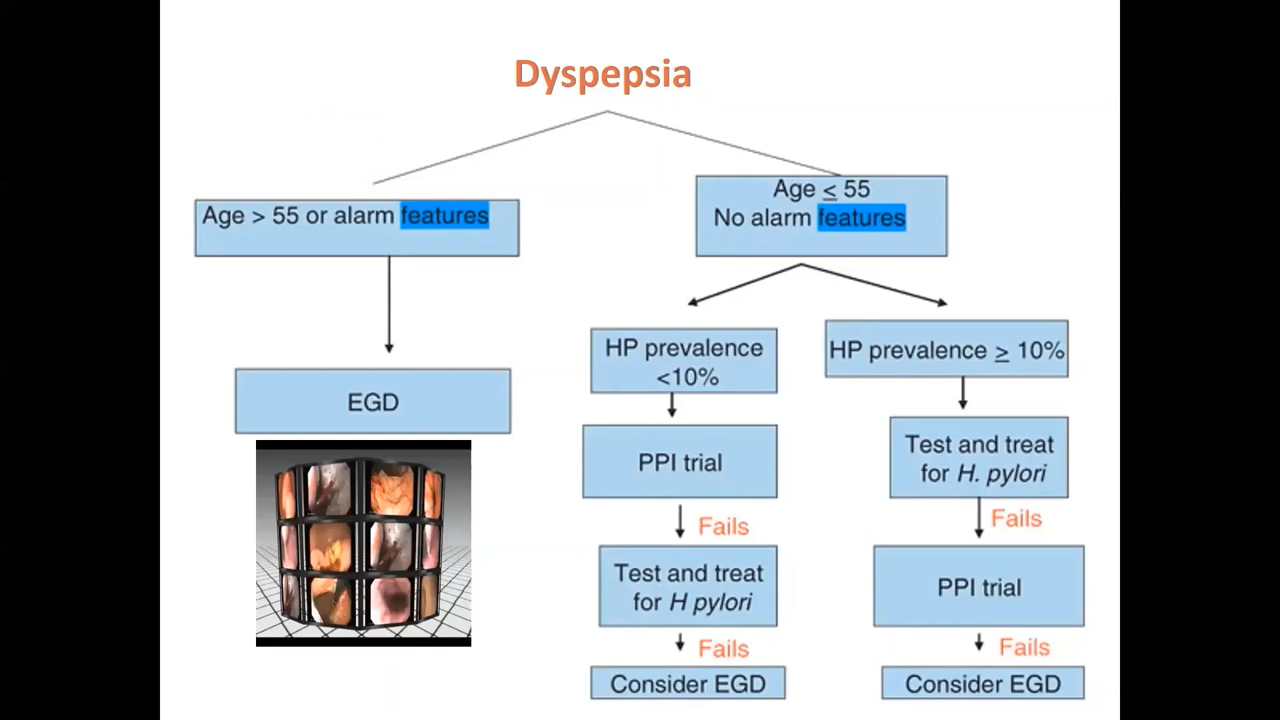 Dyspepsia
Age > 55 or alarm features
EGD
Age ≤ 55
No alarm features
HP prevalence
<10%
PPI trial
Fails
Test and treat
for H pylori
Fails
Consider EGD
HP prevalence ≥ 10%
Test and treat
for H. pylori
Fails
PPI trial
Fails
Consider EGD